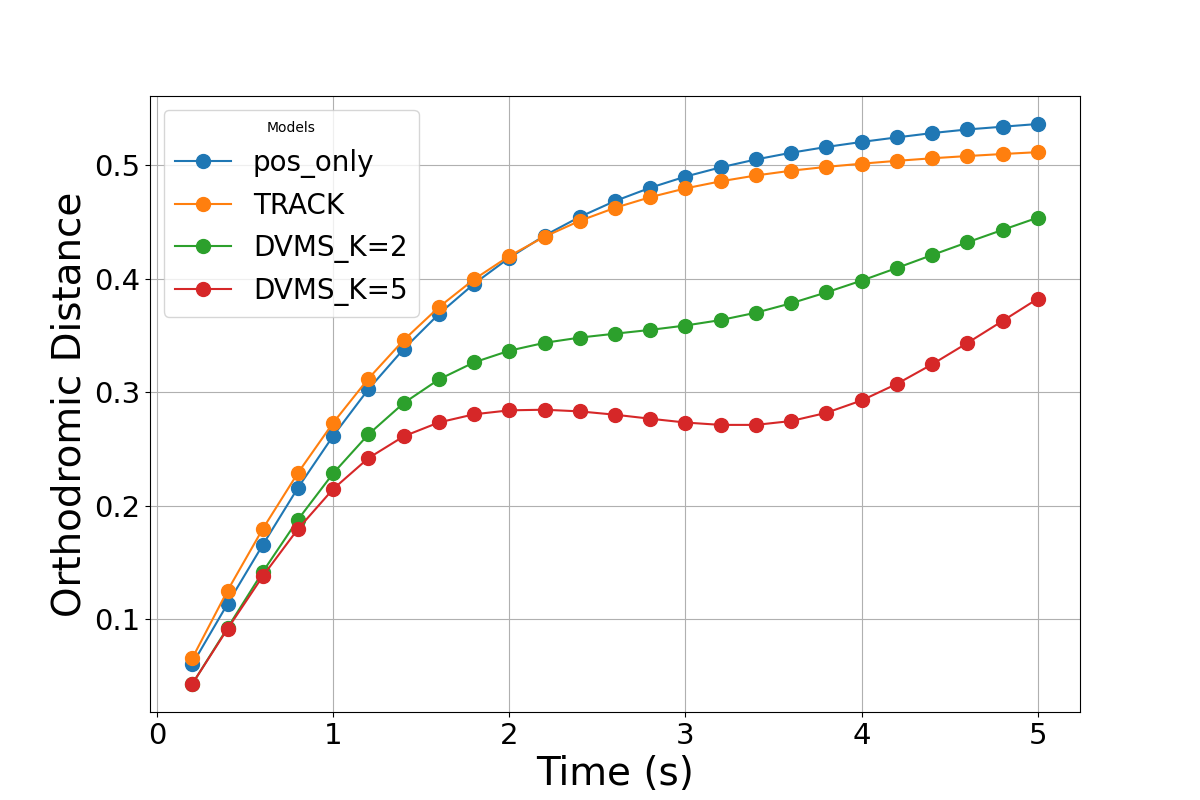 Models
pos_only
TRACK
DVMS_K=2
DVMS_K=5
Orthodromic Distance
0.5
0.4
0.3
0.2
0.1
0 1 2 3 4 5
Time (s)